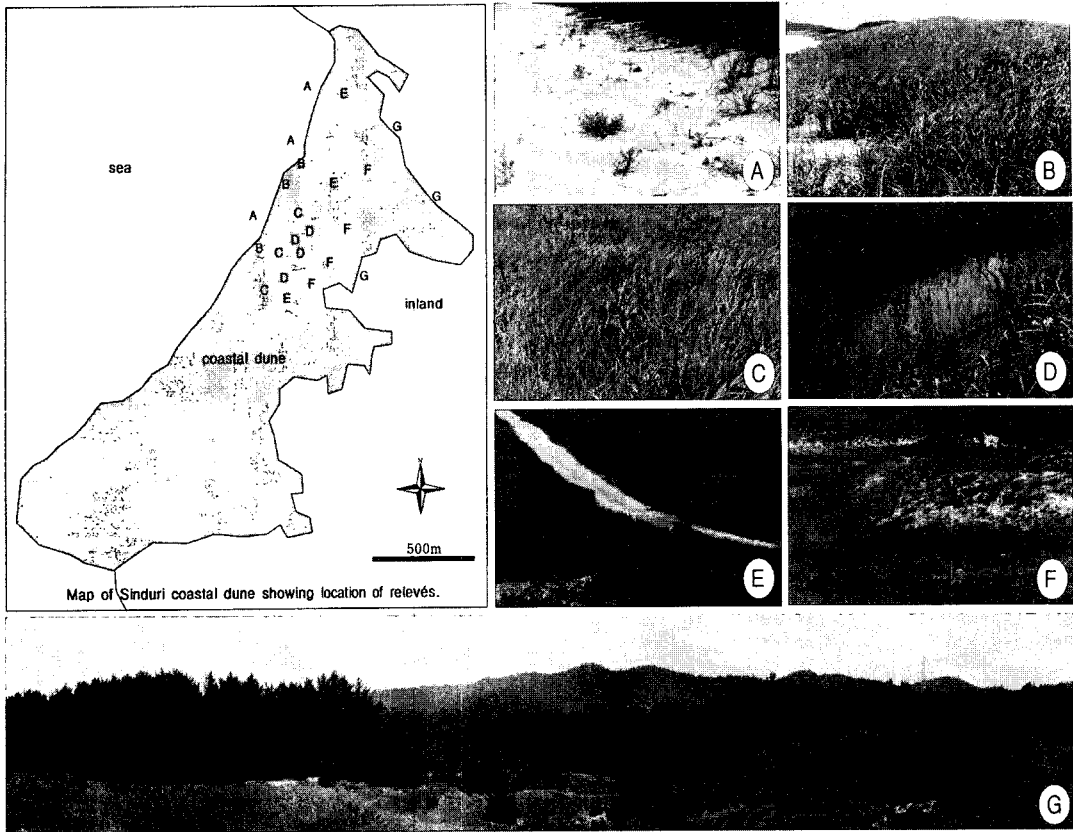 A
E
G
A
B
F
sea
B
E
G
A
C
D
F
D
B
C
D
F
G
D
F
C
E
inland
coastal dune
N
500m
Map of Sinduri coastal dune showing location of relevés.
A
B
C
D
E
F
G